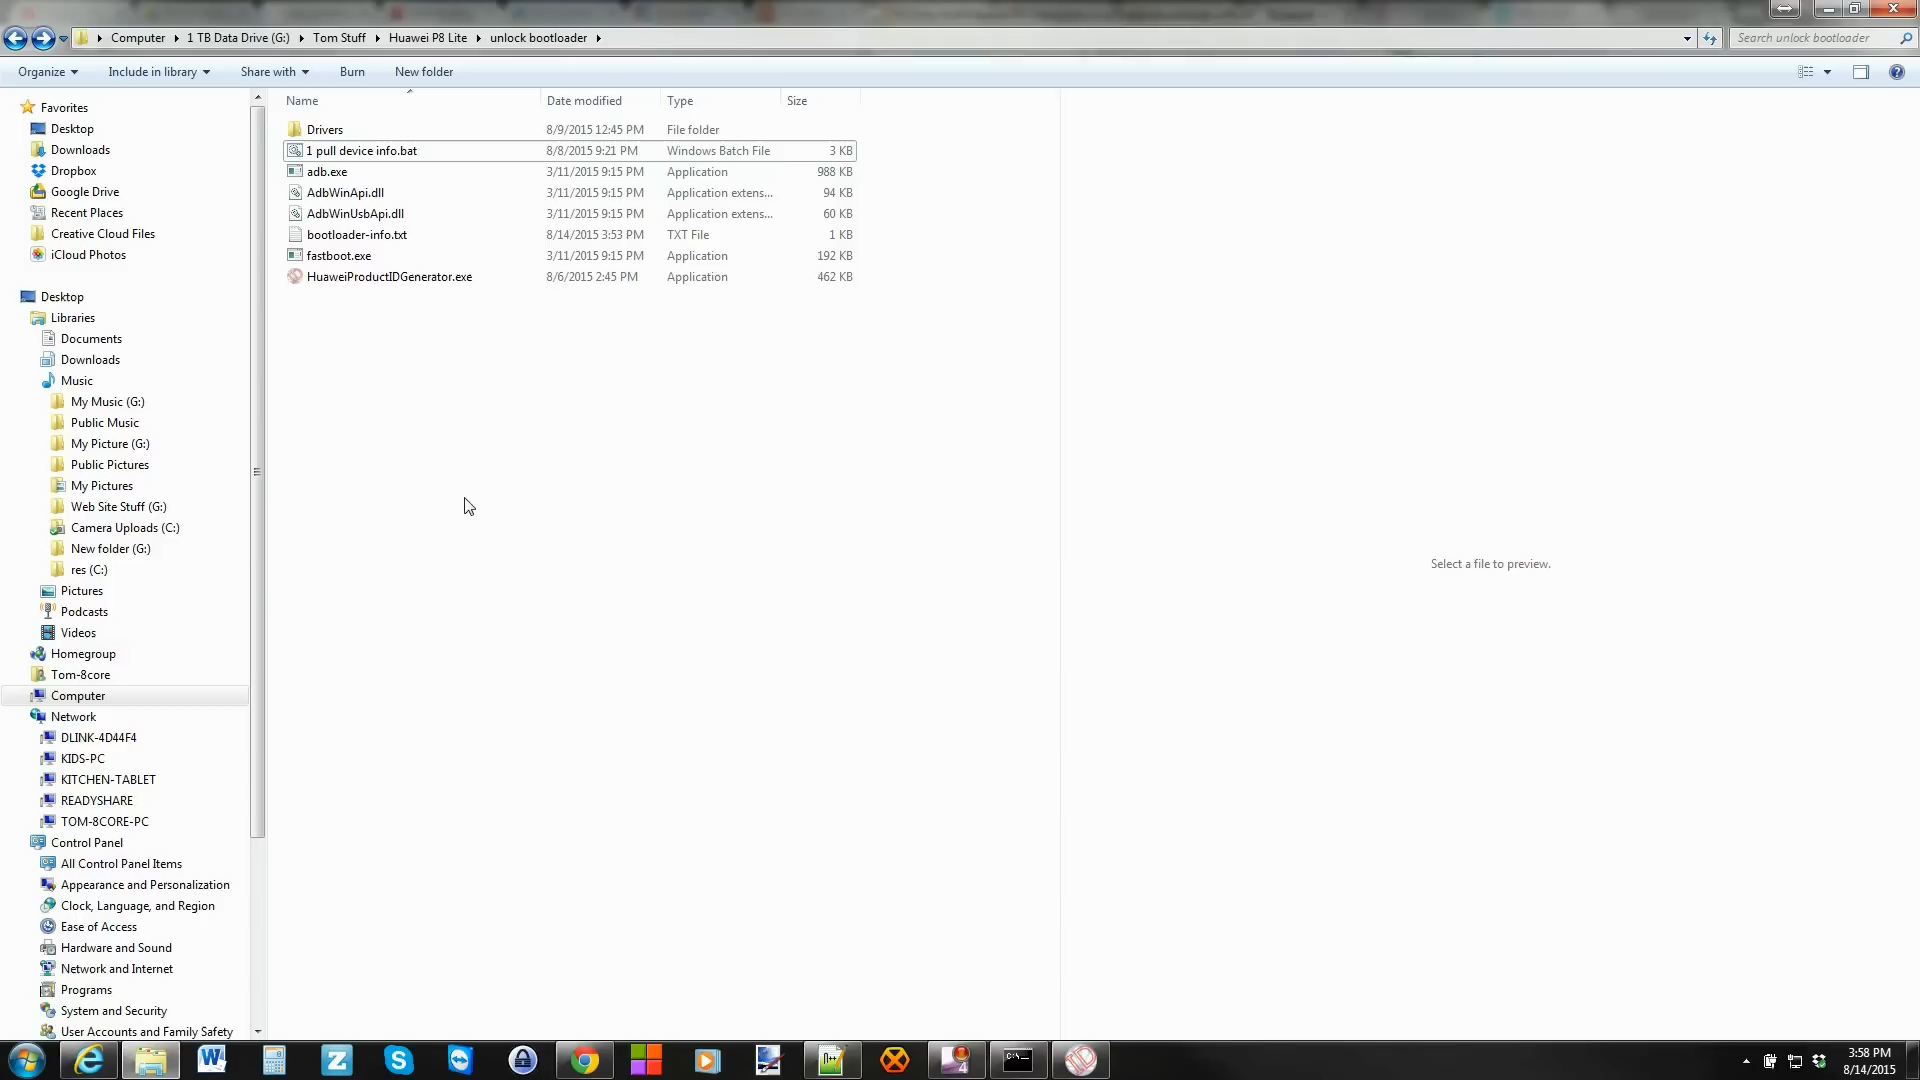 Computer
1 TB Data Drive (G:)
Tom Stuff
Huawei P8 Lite
unlock bootloader
Search unlock bootloader
Organize
Include in library
Share with
Burn
New folder
Name
Date modified
Type
Size
Drivers 8/9/2015 12:45 PM File folder
1 pull device info.bat 8/8/2015 9:21 PM Windows Batch File 3 KB
adb.exe 3/11/2015 9:15 PM Application 988 KB
AdbWinApi.dll 3/11/2015 9:15 PM Application extens... 94 KB
AdbWinUsbApi.dll 3/11/2015 9:15 PM Application extens... 60 KB
bootloader-info.txt 8/14/2015 3:53 PM TXT File 1 KB
fastboot.exe 3/11/2015 9:15 PM Application 192 KB
HuaweiProductIDGenerator.exe 8/6/2015 2:45 PM Application 462 KB
Favorites
Desktop
Downloads
Dropbox
Google Drive
Recent Places
Creative Cloud Files
iCloud Photos
Desktop
Libraries
Documents
Downloads
Music
My Music (G:)
Public Music
My Picture (G:)
Public Pictures
My Pictures
Web Site Stuff (G:)
Camera Uploads (C:)
New folder (G:)
res (C:)
Pictures
Podcasts
Videos
Homegroup
Tom-8core
Computer
Network
DLINK-4D44F4
KIDS-PC
KITCHEN-TABLET
READYSHARE
TOM-8CORE-PC
Control Panel
All Control Panel Items
Appearance and Personalization
Clock, Language, and Region
Ease of Access
Hardware and Sound
Network and Internet
Programs
System and Security
User Accounts and Family Safety
Select a file to preview.
3:58 PM
8/14/2015